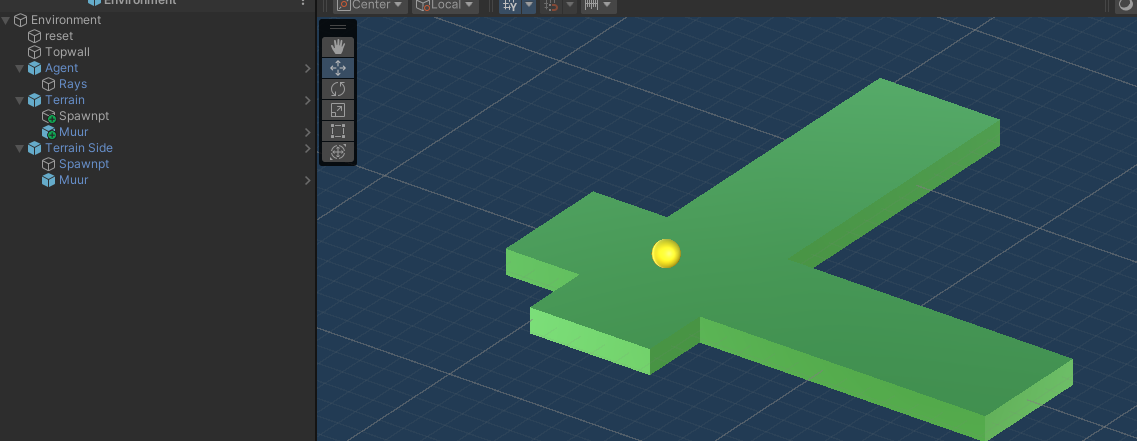 Environment
Center
Local
Environment
reset
Topwall
Agent
Rays
Terrain
Spawnpt
Muur
Terrain Side
Spawnpt
Muur